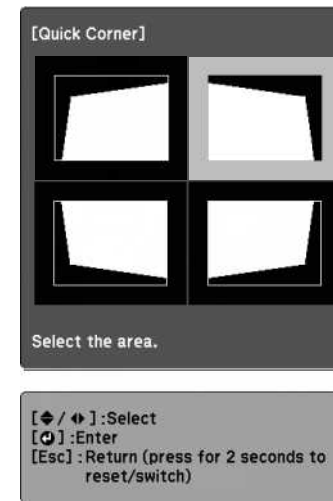 [Quick Corner]
Select the area.
[⬘/⬖] :Select
[⏎] :Enter
[Esc] :Return (press for 2 seconds to
reset/switch)